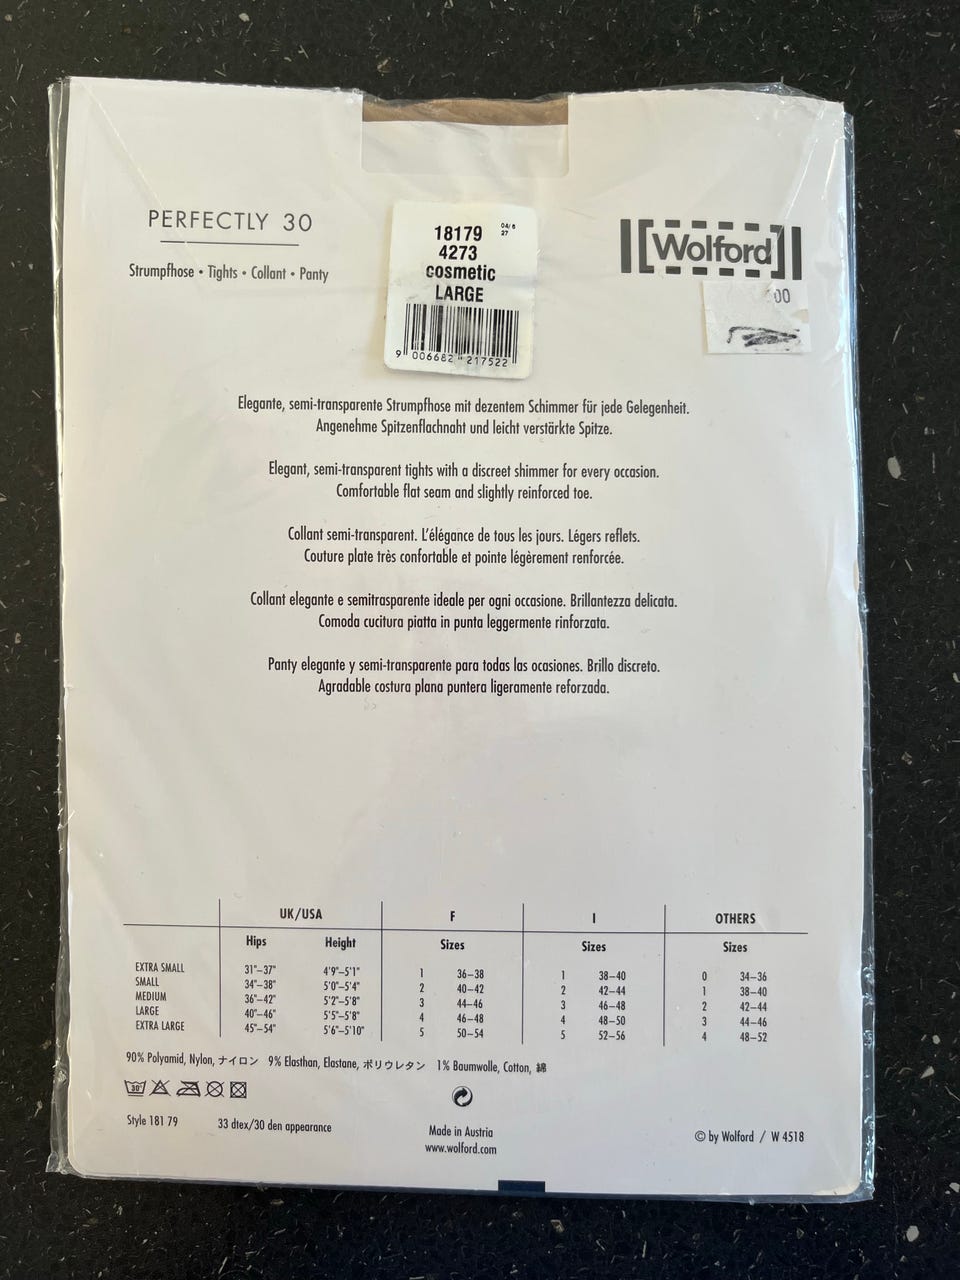 PERFECTLY 30
Strumpfhose • Tights • Collant • Panty
18179
04/6
27
4273
cosmetic
LARGE
9 006682 217522
[Wolford]
00
Elegante, semi-transparente Strumpfhose mit dezentem Schimmer für jede Gelegenheit.
Angenehme Spitzenflachnaht und leicht verstärkte Spitze.
Elegant, semi-transparent tights with a discreet shimmer for every occasion.
Comfortable flat seam and slightly reinforced toe.
Collant semi-transparent. L'élégance de tous les jours. Légers reflets.
Couture plate très confortable et pointe légèrement renforcée.
Collant elegante e semitrasparente ideale per ogni occasione. Brillantezza delicata.
Comoda cucitura piatta in punta leggermente rinforzata.
Panty elegante y semi-transparente para todas las ocasiones. Brillo discreto.
Agradable costura plana puntera ligeramente reforzada.
UK/USA F I OTHERS
Hips Height Sizes Sizes Sizes
EXTRA SMALL 31"–37" 4'9"–5'1" 1 36–38 1 38–40 0 34–36
SMALL 34"–38" 5'0"–5'4" 2 40–42 2 42–44 1 38–40
MEDIUM 36"–42" 5'2"–5'8" 3 44–46 3 46–48 2 42–44
LARGE 40"–46" 5'5"–5'8" 4 46–48 4 48–50 3 44–46
EXTRA LARGE 45"–54" 5'6"–5'10" 5 50–54 5 52–56 4 48–52
90% Polyamid, Nylon, ナイロン 9% Elasthan, Elastane, ポリウレタン 1% Baumwolle, Cotton, 綿
30°
Style 181 79 33 dtex/30 den appearance
Made in Austria
www.wolford.com
© by Wolford / W 4518